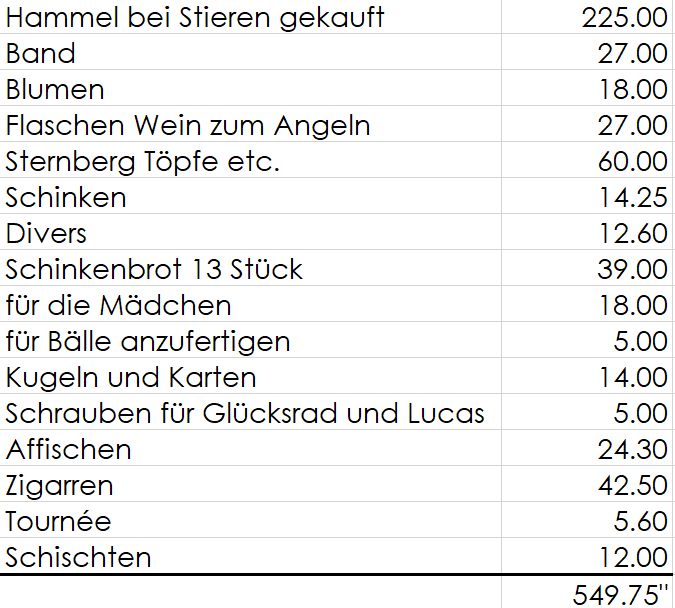 Hammel bei Stieren gekauft 225.00
Band 27.00
Blumen 18.00
Flaschen Wein zum Angeln 27.00
Sternberg Töpfe etc. 60.00
Schinken 14.25
Divers 12.60
Schinkenbrot 13 Stück 39.00
für die Mädchen 18.00
für Bälle anzufertigen 5.00
Kugeln und Karten 14.00
Schrauben für Glücksrad und Lucas 5.00
Affischen 24.30
Zigarren 42.50
Tournée 5.60
Schischten 12.00
549.75"